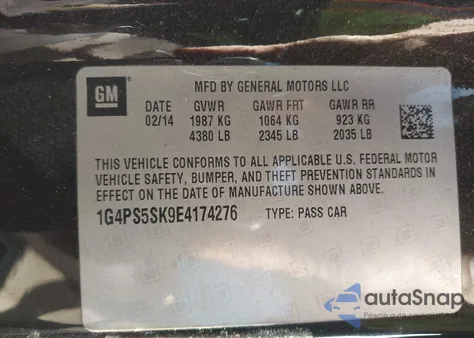 GM
MFD BY GENERAL MOTORS LLC
DATE GVWR GAWR FRT GAWR RR
02/14 1987 KG 1064 KG 923 KG
4380 LB 2345 LB 2035 LB
THIS VEHICLE CONFORMS TO ALL APPLICABLE U.S. FEDERAL MOTOR
VEHICLE SAFETY, BUMPER, AND THEFT PREVENTION STANDARDS IN
EFFECT ON THE DATE OF MANUFACTURE SHOWN ABOVE.
1G4PS5SK9E4174276 TYPE: PASS CAR
autoSnap
Pewne auto z